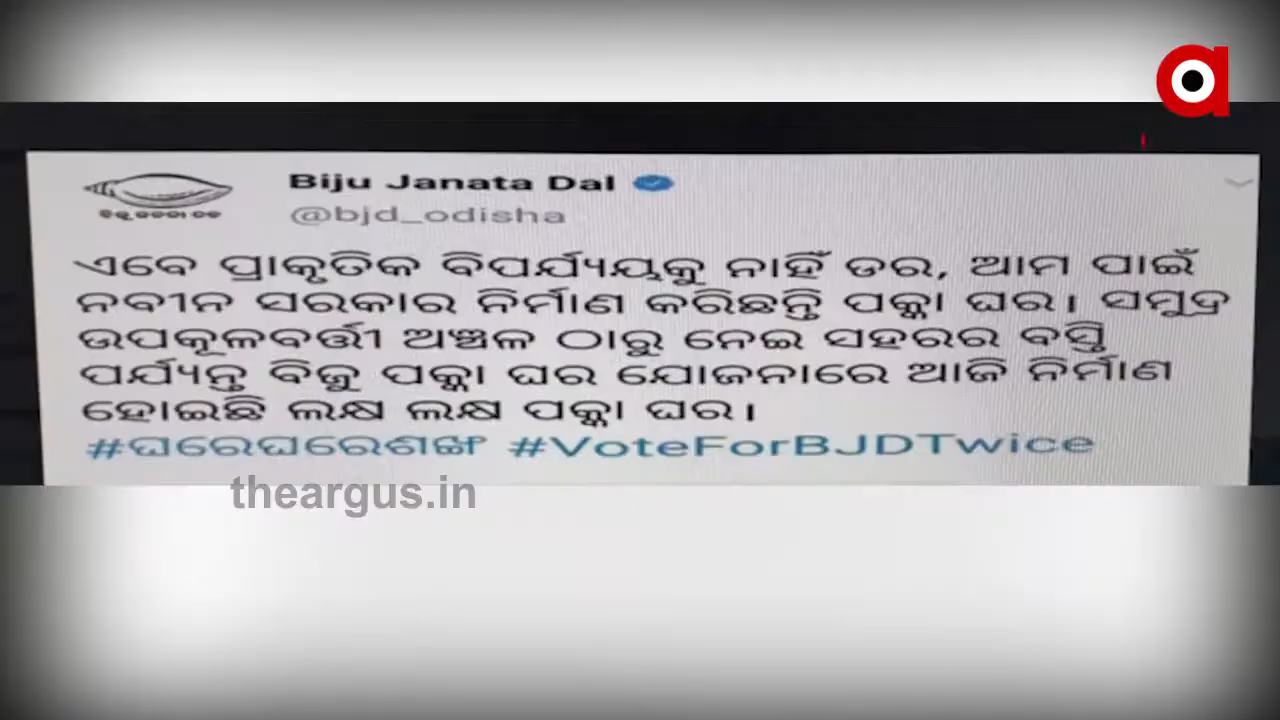 Biju Janata Dal
@bjd_odisha
ବିଜୁ ଜନତା ଦଳ
ଏବେ ପ୍ରାକୃତିକ ବିପର୍ଯ୍ୟୟକୁ ନାହିଁ ଡର, ଆମ ପାଇଁ
ନବୀନ ସରକାର ନିର୍ମାଣ କରିଛନ୍ତି ପକ୍କା ଘର। ସମୁଦ୍ର
ଉପକୂଳବର୍ତ୍ତୀ ଅଞ୍ଚଳ ଠାରୁ ନେଇ ସହରର ବସ୍ତି
ପର୍ଯ୍ୟନ୍ତ ବିଜୁ ପକ୍କା ଘର ଯୋଜନାରେ ଆଜି ନିର୍ମାଣ
ହୋଇଛି ଲକ୍ଷ ଲକ୍ଷ ପକ୍କା ଘର।
#ଘରେଘରେଶଙ୍ଖ #VoteForBJDTwice
theargus.in